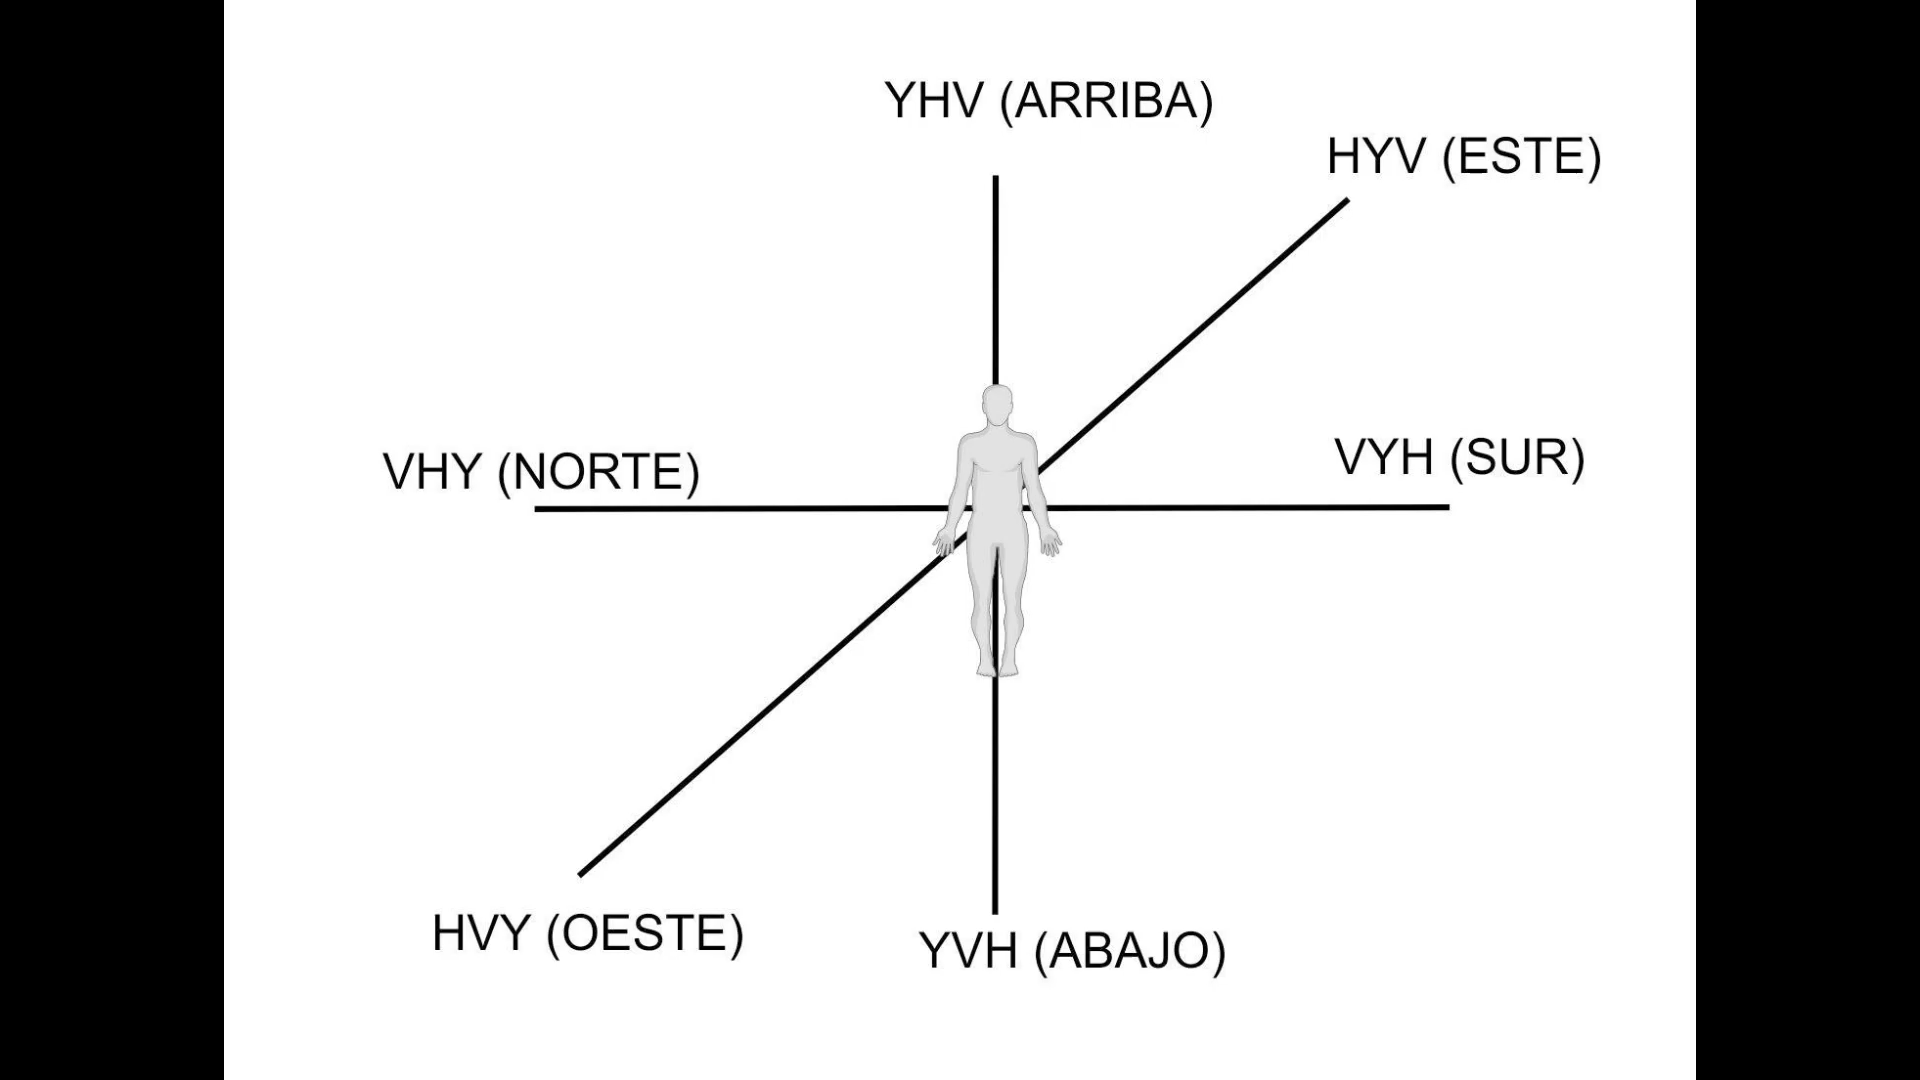 YHV (ARRIBA)
HYV (ESTE)
VHY (NORTE)
VYH (SUR)
HVY (OESTE)
YVH (ABAJO)